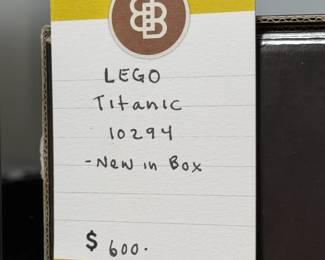 LEGO
Titanic
10294
- New in Box
$ 600.